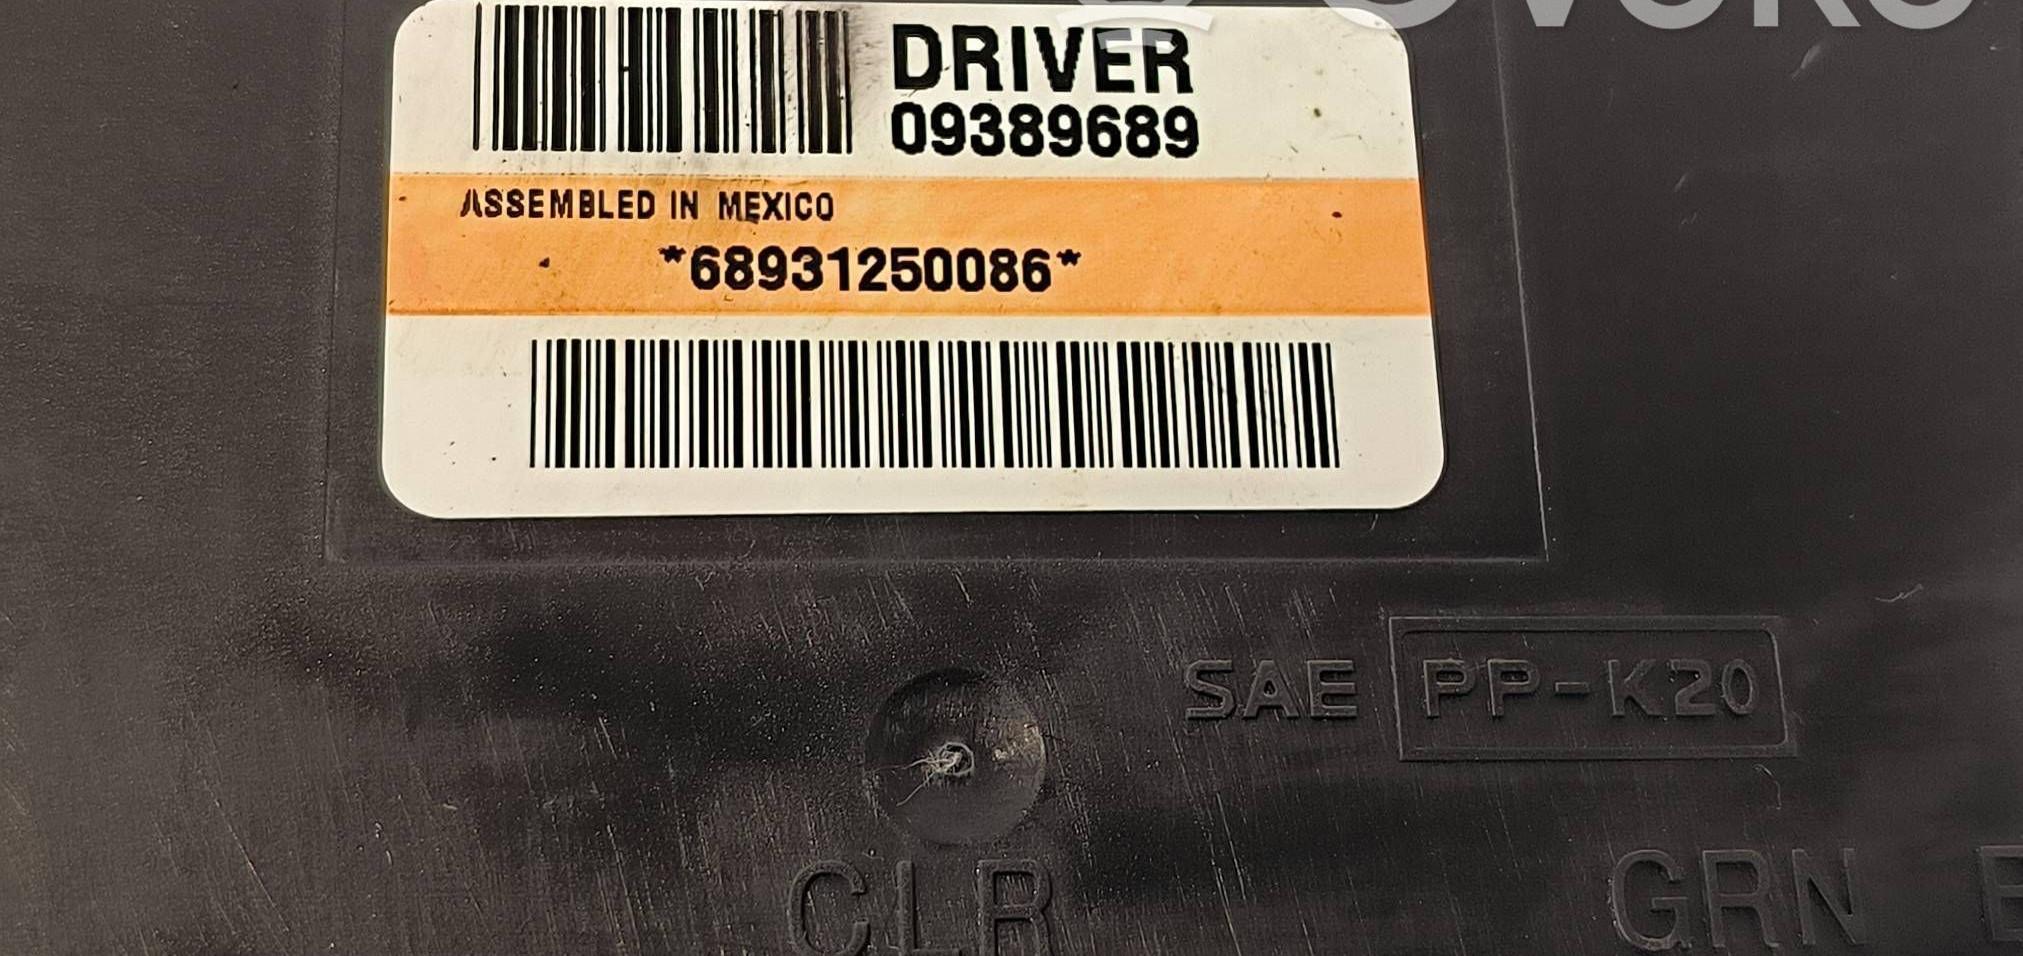 DRIVER
09389689
ASSEMBLED IN MEXICO
*68931250086*
SAE PP-K20
CLR
GRN